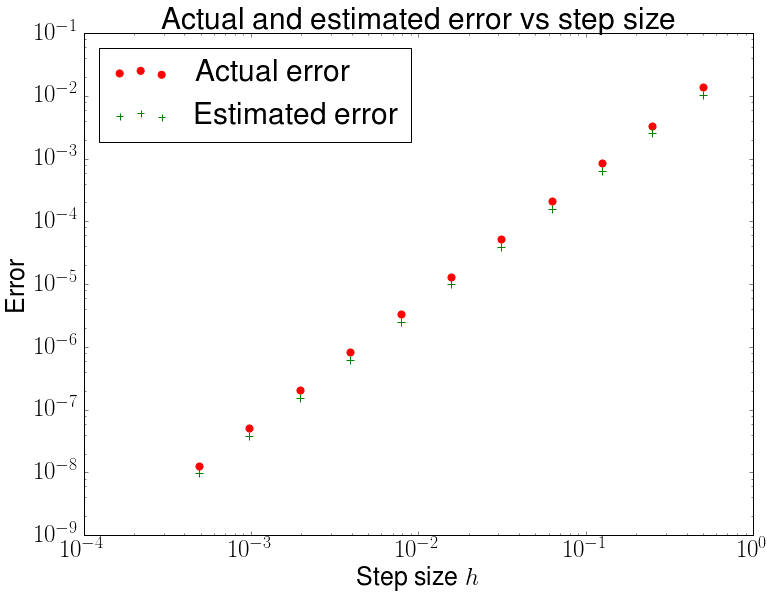 Actual and estimated error vs step size
Actual error
Estimated error
10⁻¹
10⁻²
10⁻³
10⁻⁴
10⁻⁵
10⁻⁶
10⁻⁷
10⁻⁸
10⁻⁹
Error
10⁻⁴ 10⁻³ 10⁻² 10⁻¹ 10⁰
Step size h